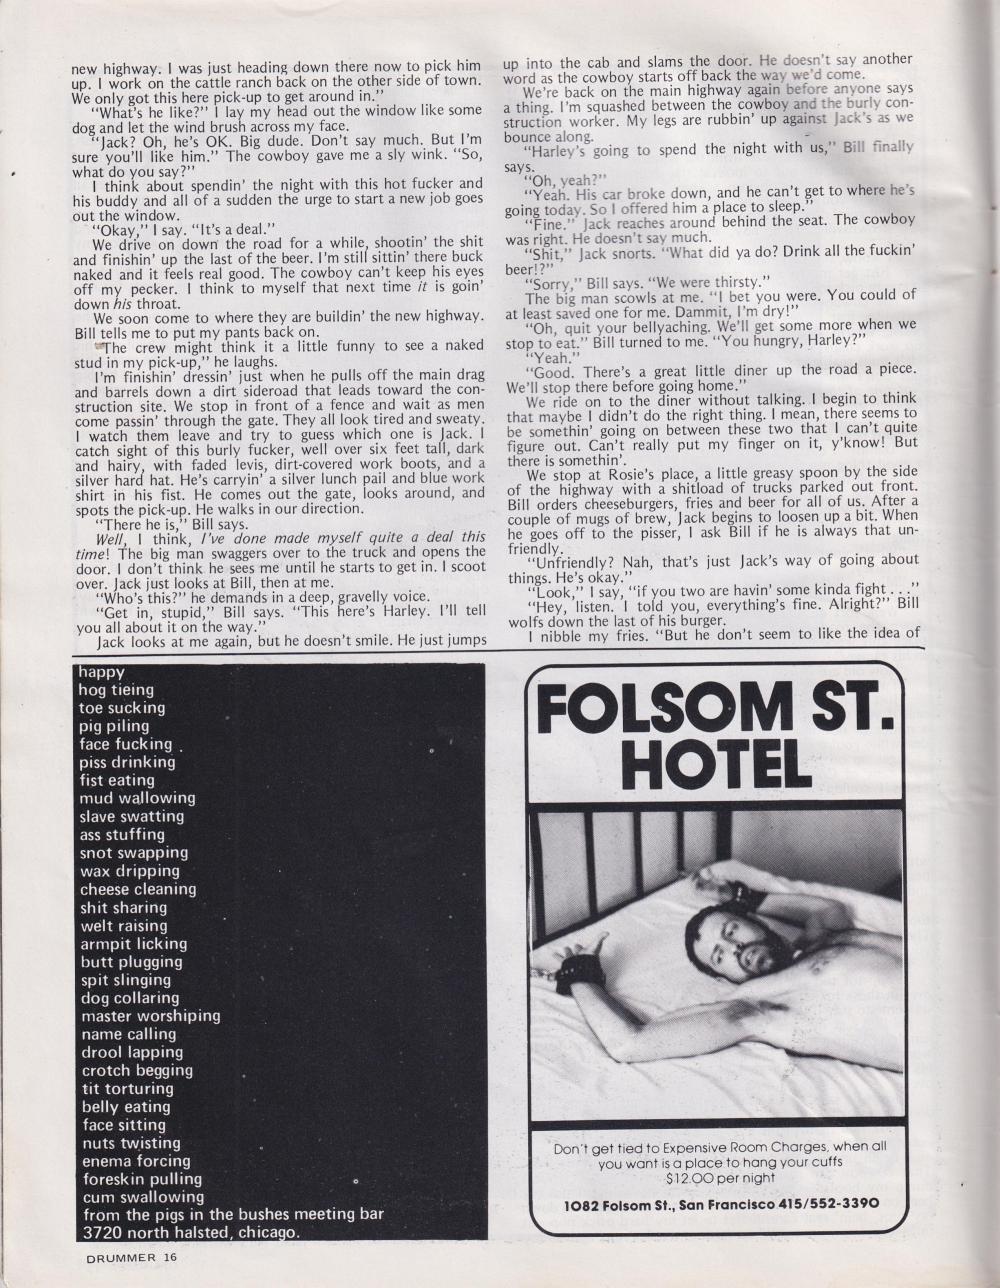 new highway. I was just heading down there now to pick him
up. I work on the cattle ranch back on the other side of town.
We only got this here pick-up to get around in.”
“What’s he like?” I lay my head out the window like some
dog and let the wind brush across my face.
“Jack? Oh, he’s OK. Big dude. Don’t say much. But I’m
sure you’ll like him.” The cowboy gave me a sly wink. “So,
what do you say?”
I think about spendin’ the night with this hot fucker and
his buddy and all of a sudden the urge to start a new job goes
out the window.
“Okay,” I say. “It’s a deal.”
We drive on down the road for a while, shootin’ the shit
and finishin’ up the last of the beer. I’m still sittin’ there buck
naked and it feels real good. The cowboy can’t keep his eyes
off my pecker. I think to myself that next time it is goin’
down his throat.
We soon come to where they are buildin’ the new highway.
Bill tells me to put my pants back on.
“The crew might think it a little funny to see a naked
stud in my pick-up,” he laughs.
I’m finishin’ dressin’ just when he pulls off the main drag
and barrels down a dirt sideroad that leads toward the con-
struction site. We stop in front of a fence and wait as men
come passin’ through the gate. They all look tired and sweaty.
I watch them leave and try to guess which one is Jack. I
catch sight of this burly fucker, well over six feet tall, dark
and hairy, with faded levis, dirt-covered work boots, and a
silver hard hat. He’s carryin’ a silver lunch pail and blue work
shirt in his fist. He comes out the gate, looks around, and
spots the pick-up. He walks in our direction.
“There he is,” Bill says.
Well, I think, I’ve done made myself quite a deal this
time! The big man swaggers over to the truck and opens the
door. I don’t think he sees me until he starts to get in. I scoot
over. Jack just looks at Bill, then at me.
“Who’s this?” he demands in a deep, gravelly voice.
“Get in, stupid,” Bill says. “This here’s Harley. I’ll tell
you all about it on the way.”
Jack looks at me again, but he doesn’t smile. He just jumps
up into the cab and slams the door. He doesn’t say another
word as the cowboy starts off back the way we’d come.
We’re back on the main highway again before anyone says
a thing. I’m squashed between the cowboy and the burly con-
struction worker. My legs are rubbin’ up against Jack’s as we
bounce along.
“Harley’s going to spend the night with us,” Bill finally
says.
“Oh, yeah?”
“Yeah. His car broke down, and he can’t get to where he’s
going today. So I offered him a place to sleep.”
“Fine.” Jack reaches around behind the seat. The cowboy
was right. He doesn’t say much.
“Shit,” Jack snorts. “What did ya do? Drink all the fuckin’
beer!?”
“Sorry,” Bill says. “We were thirsty.”
The big man scowls at me. “I bet you were. You could of
at least saved one for me. Dammit, I’m dry!”
“Oh, quit your bellyaching. We’ll get some more when we
stop to eat.” Bill turned to me. “You hungry, Harley?”
“Yeah.”
“Good. There’s a great little diner up the road a piece.
We’ll stop there before going home.”
We ride on to the diner without talking. I begin to think
that maybe I didn’t do the right thing. I mean, there seems to
be somethin’ going on between these two that I can’t quite
figure out. Can’t really put my finger on it, y’know! But
there is somethin’.
We stop at Rosie’s place, a little greasy spoon by the side
of the highway with a shitload of trucks parked out front.
Bill orders cheeseburgers, fries and beer for all of us. After a
couple of mugs of brew, Jack begins to loosen up a bit. When
he goes off to the pisser, I ask Bill if he is always that un-
friendly.
“Unfriendly? Nah, that’s just Jack’s way of going about
things. He’s okay.”
“Look,” I say, “if you two are havin’ some kinda fight . . .”
“Hey, listen. I told you, everything’s fine. Alright?” Bill
wolfs down the last of his burger.
I nibble my fries. “But he don’t seem to like the idea of
happy
hog tieing
toe sucking
pig piling
face fucking
piss drinking
fist eating
mud wallowing
slave swatting
ass stuffing
snot swapping
wax dripping
cheese cleaning
shit sharing
welt raising
armpit licking
butt plugging
spit slinging
dog collaring
master worshiping
name calling
drool lapping
crotch begging
tit torturing
belly eating
face sitting
nuts twisting
enema forcing
foreskin pulling
cum swallowing
from the pigs in the bushes meeting bar
3720 north halsted, chicago.
FOLSOM ST.
HOTEL
Don’t get tied to Expensive Room Charges, when all
you want is a place to hang your cuffs
$12.00 per night
1082 Folsom St., San Francisco 415/552-3390
DRUMMER 16